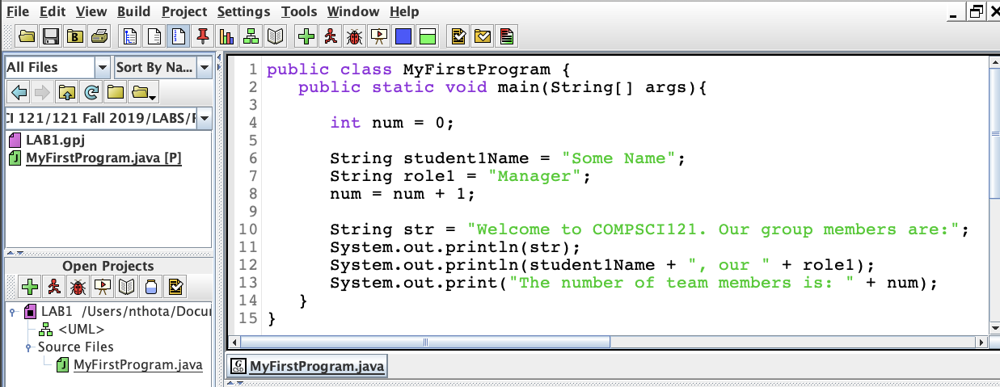 File Edit View Build Project Settings Tools Window Help
All Files Sort By Na...
CI 121/121 Fall 2019/LABS/F
LAB1.gpj
MyFirstProgram.java [P]
Open Projects
LAB1 /Users/nthota/Docu
<UML>
Source Files
MyFirstProgram.java
1 public class MyFirstProgram {
2 public static void main(String[] args){
3
4 int num = 0;
5
6 String student1Name = "Some Name";
7 String role1 = "Manager";
8 num = num + 1;
9
10 String str = "Welcome to COMPSCI121. Our group members are:";
11 System.out.println(str);
12 System.out.println(student1Name + ", our " + role1);
13 System.out.print("The number of team members is: " + num);
14 }
15 }
MyFirstProgram.java